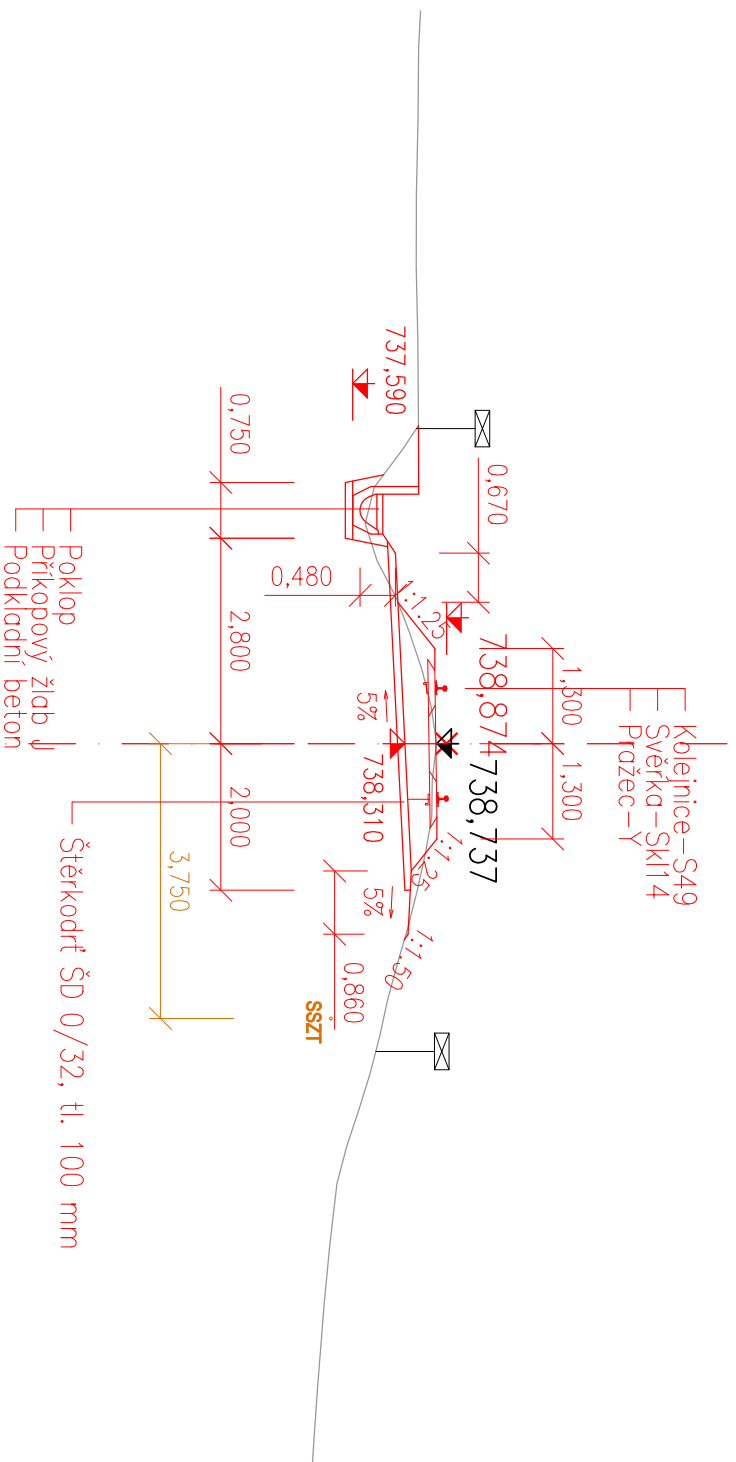 Kolejnice–S49
Svěrka–Skl14
Pražec–Y
1,300
1,300
738,874
738,737
0,670
1:1.25
1:1.25
1:1.50
737,590
0,480
5%
738,310
5%
0,860
SSZT
0,750
2,800
2,000
3,750
Štěrkodrť ŠD 0/32, tl. 100 mm
Poklop
Příkopový žlab J
Podkladní beton